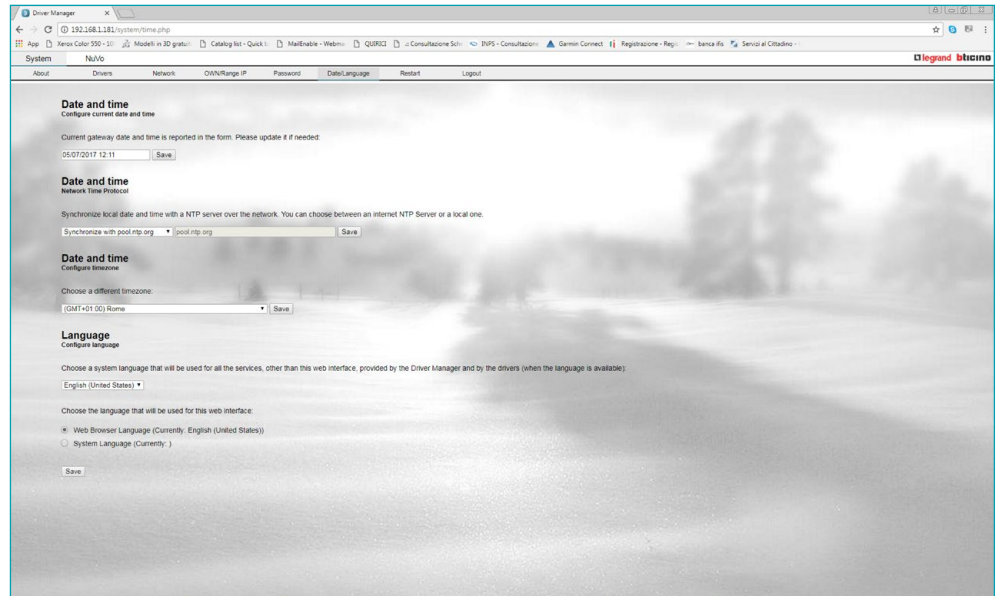 Driver Manager
192.168.1.181/system/time.php
App Xerox Color 550 - 10 Modelli in 3D gratuit Catalog list - Quick MailEnable - Webmai QUIRICI Consultazione Sch INPS - Consultazione Garmin Connect Registrazione - Regi banca ifis Servizi al Cittadino -
System NuVo legrand bticino
About Drivers Network OWN/Range IP Password Date/Language Restart Logout
Date and time
Configure current date and time
Current gateway date and time is reported in the form. Please update it if needed:
05/07/2017 12:11 Save
Date and time
Network Time Protocol
Synchronize local date and time with a NTP server over the network. You can choose between an internet NTP Server or a local one.
Synchronize with pool.ntp.org pool.ntp.org Save
Date and time
Configure timezone
Choose a different timezone:
(GMT+01:00) Rome Save
Language
Configure language
Choose a system language that will be used for all the services, other than this web interface, provided by the Driver Manager and by the drivers (when the language is available):
English (United States)
Choose the language that will be used for this web interface:
Web Browser Language (Currently: English (United States))
System Language (Currently: )
Save